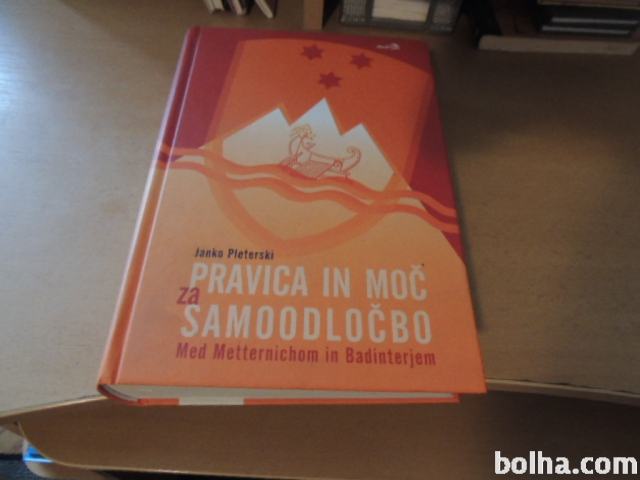 Janko Pleterski
PRAVICA IN MOČ
za
SAMOODLOČBO
Med Metternichom in Badinterjem
bolha.com